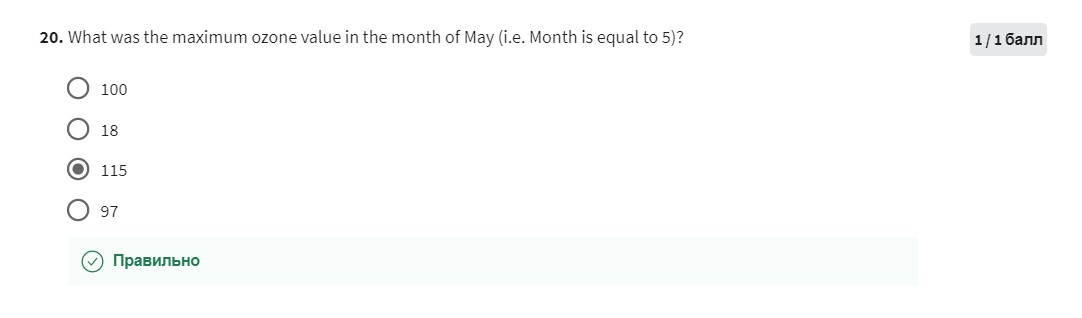 20. What was the maximum ozone value in the month of May (i.e. Month is equal to 5)?
1 / 1 балл
100
18
115
97
Правильно